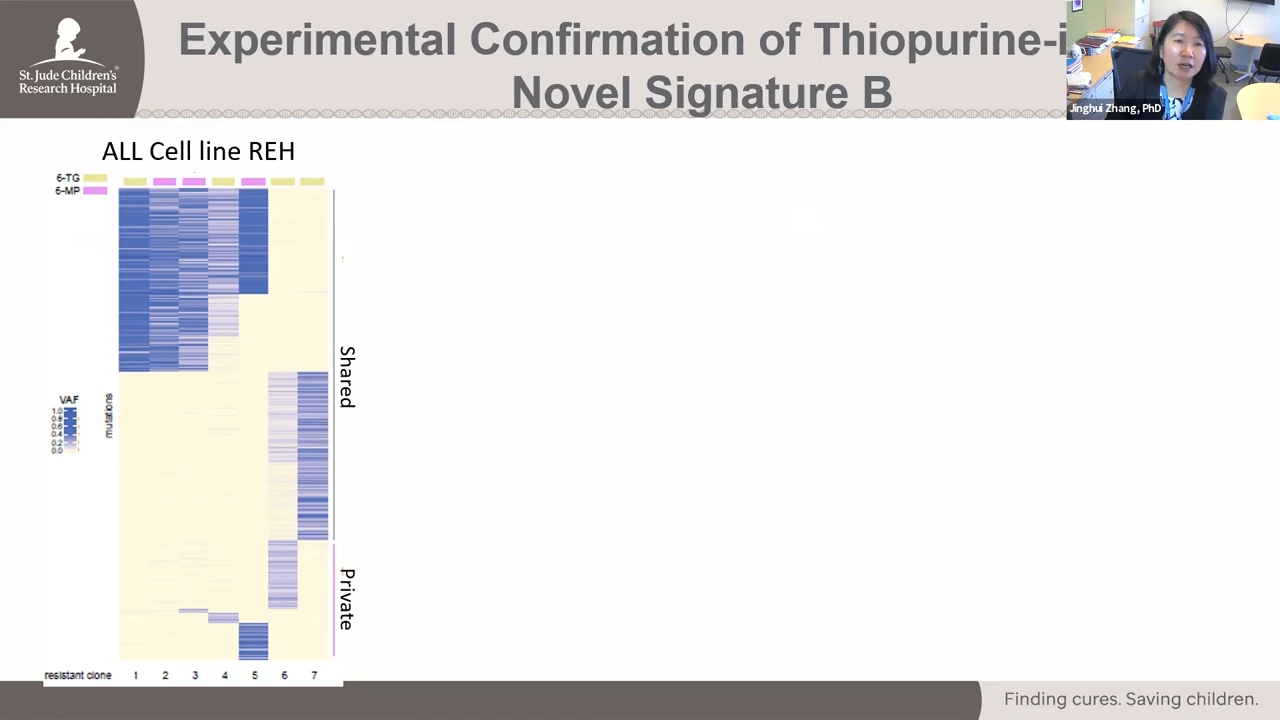 St. Jude Children's
Research Hospital
Experimental Confirmation of Thiopurine-i
Novel Signature B
Jinghui Zhang, PhD
ALL Cell line REH
6-TG
6-MP
Shared
VAF
1.0
0.8
0.6
0.4
0.2
0.0
mutations
Private
resistant clone 1 2 3 4 5 6 7
Finding cures. Saving children.